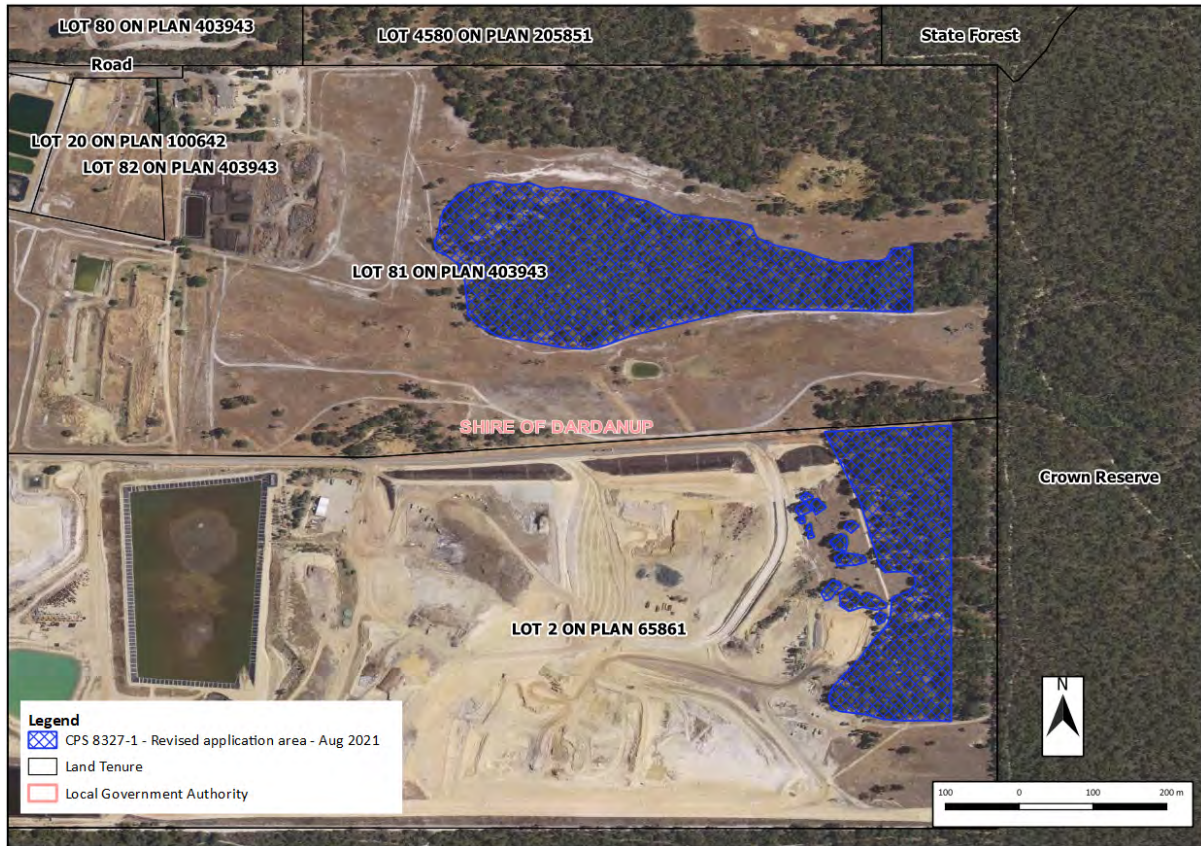 LOT 80 ON PLAN 403943
LOT 4580 ON PLAN 205851
State Forest
Road
LOT 20 ON PLAN 100642
LOT 82 ON PLAN 403943
LOT 81 ON PLAN 403943
SHIRE OF DARDANUP
Crown Reserve
LOT 2 ON PLAN 65861
Legend
CPS 8327-1 - Revised application area - Aug 2021
Land Tenure
Local Government Authority
N
100 0 100 200 m